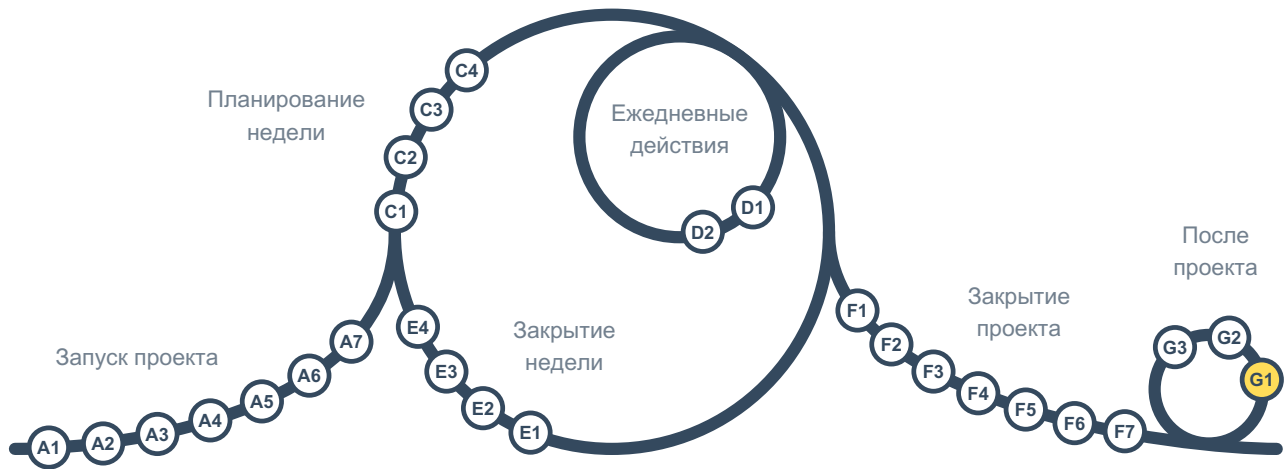 Планирование
недели
C4
C3
C2
C1
Ежедневные
действия
D1
D2
Запуск проекта
A1
A2
A3
A4
A5
A6
A7
Закрытие
недели
E4
E3
E2
E1
Закрытие
проекта
F1
F2
F3
F4
F5
F6
F7
После
проекта
G3
G2
G1